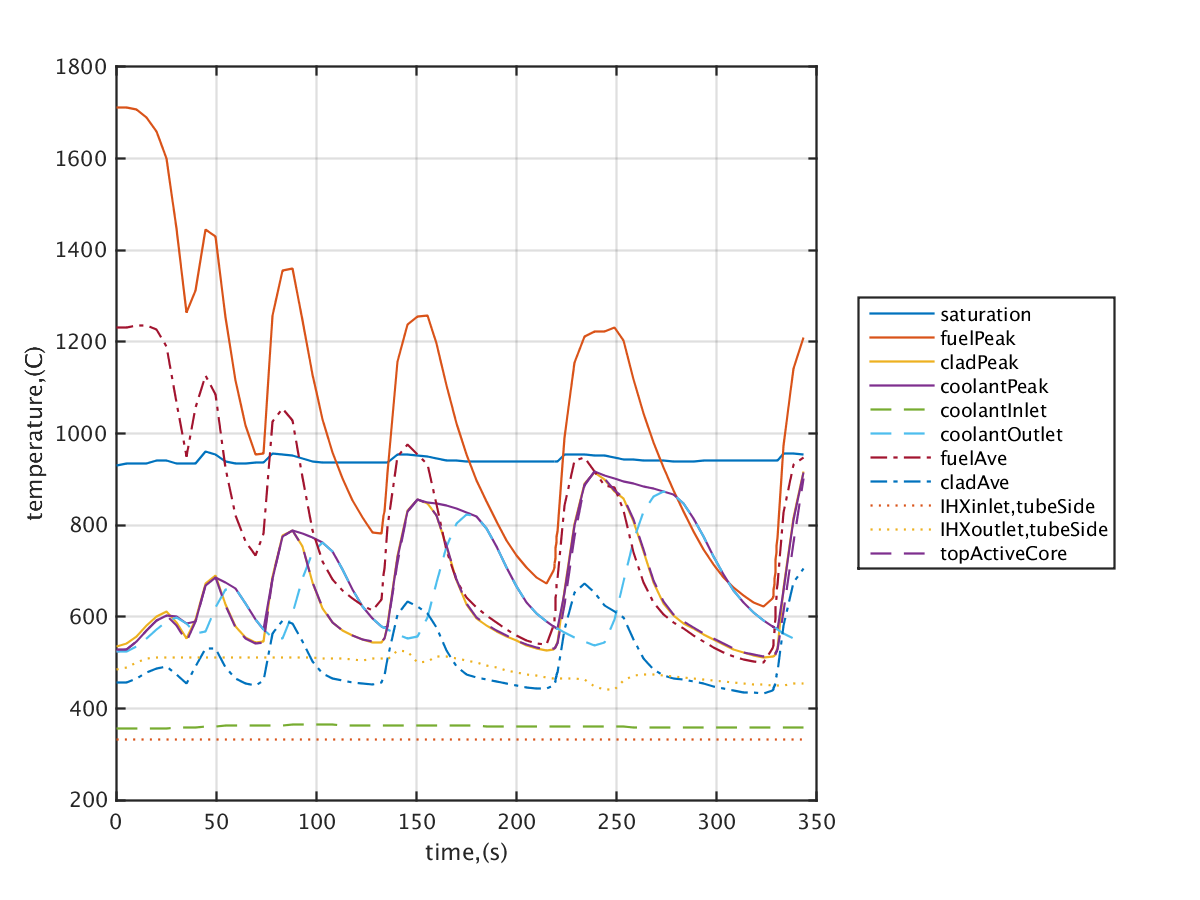 1800
1600
1400
1200
1000
800
600
400
200
temperature,(C)
0 50 100 150 200 250 300 350
time,(s)
saturation
fuelPeak
cladPeak
coolantPeak
coolantInlet
coolantOutlet
fuelAve
cladAve
IHXinlet,tubeSide
IHXoutlet,tubeSide
topActiveCore